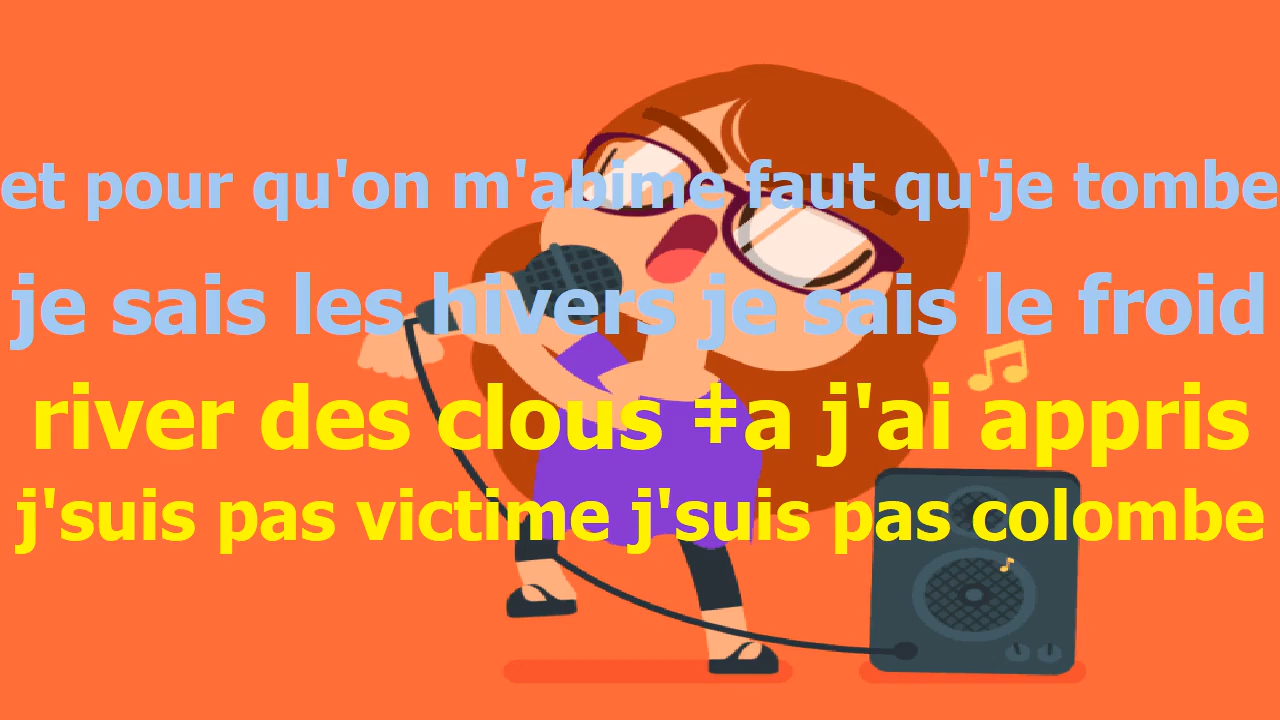 et pour qu'on m'abime faut qu'je tombe
je sais les hivers je sais le froid
river des clous ‡a j'ai appris
j'suis pas victime j'suis pas colombe